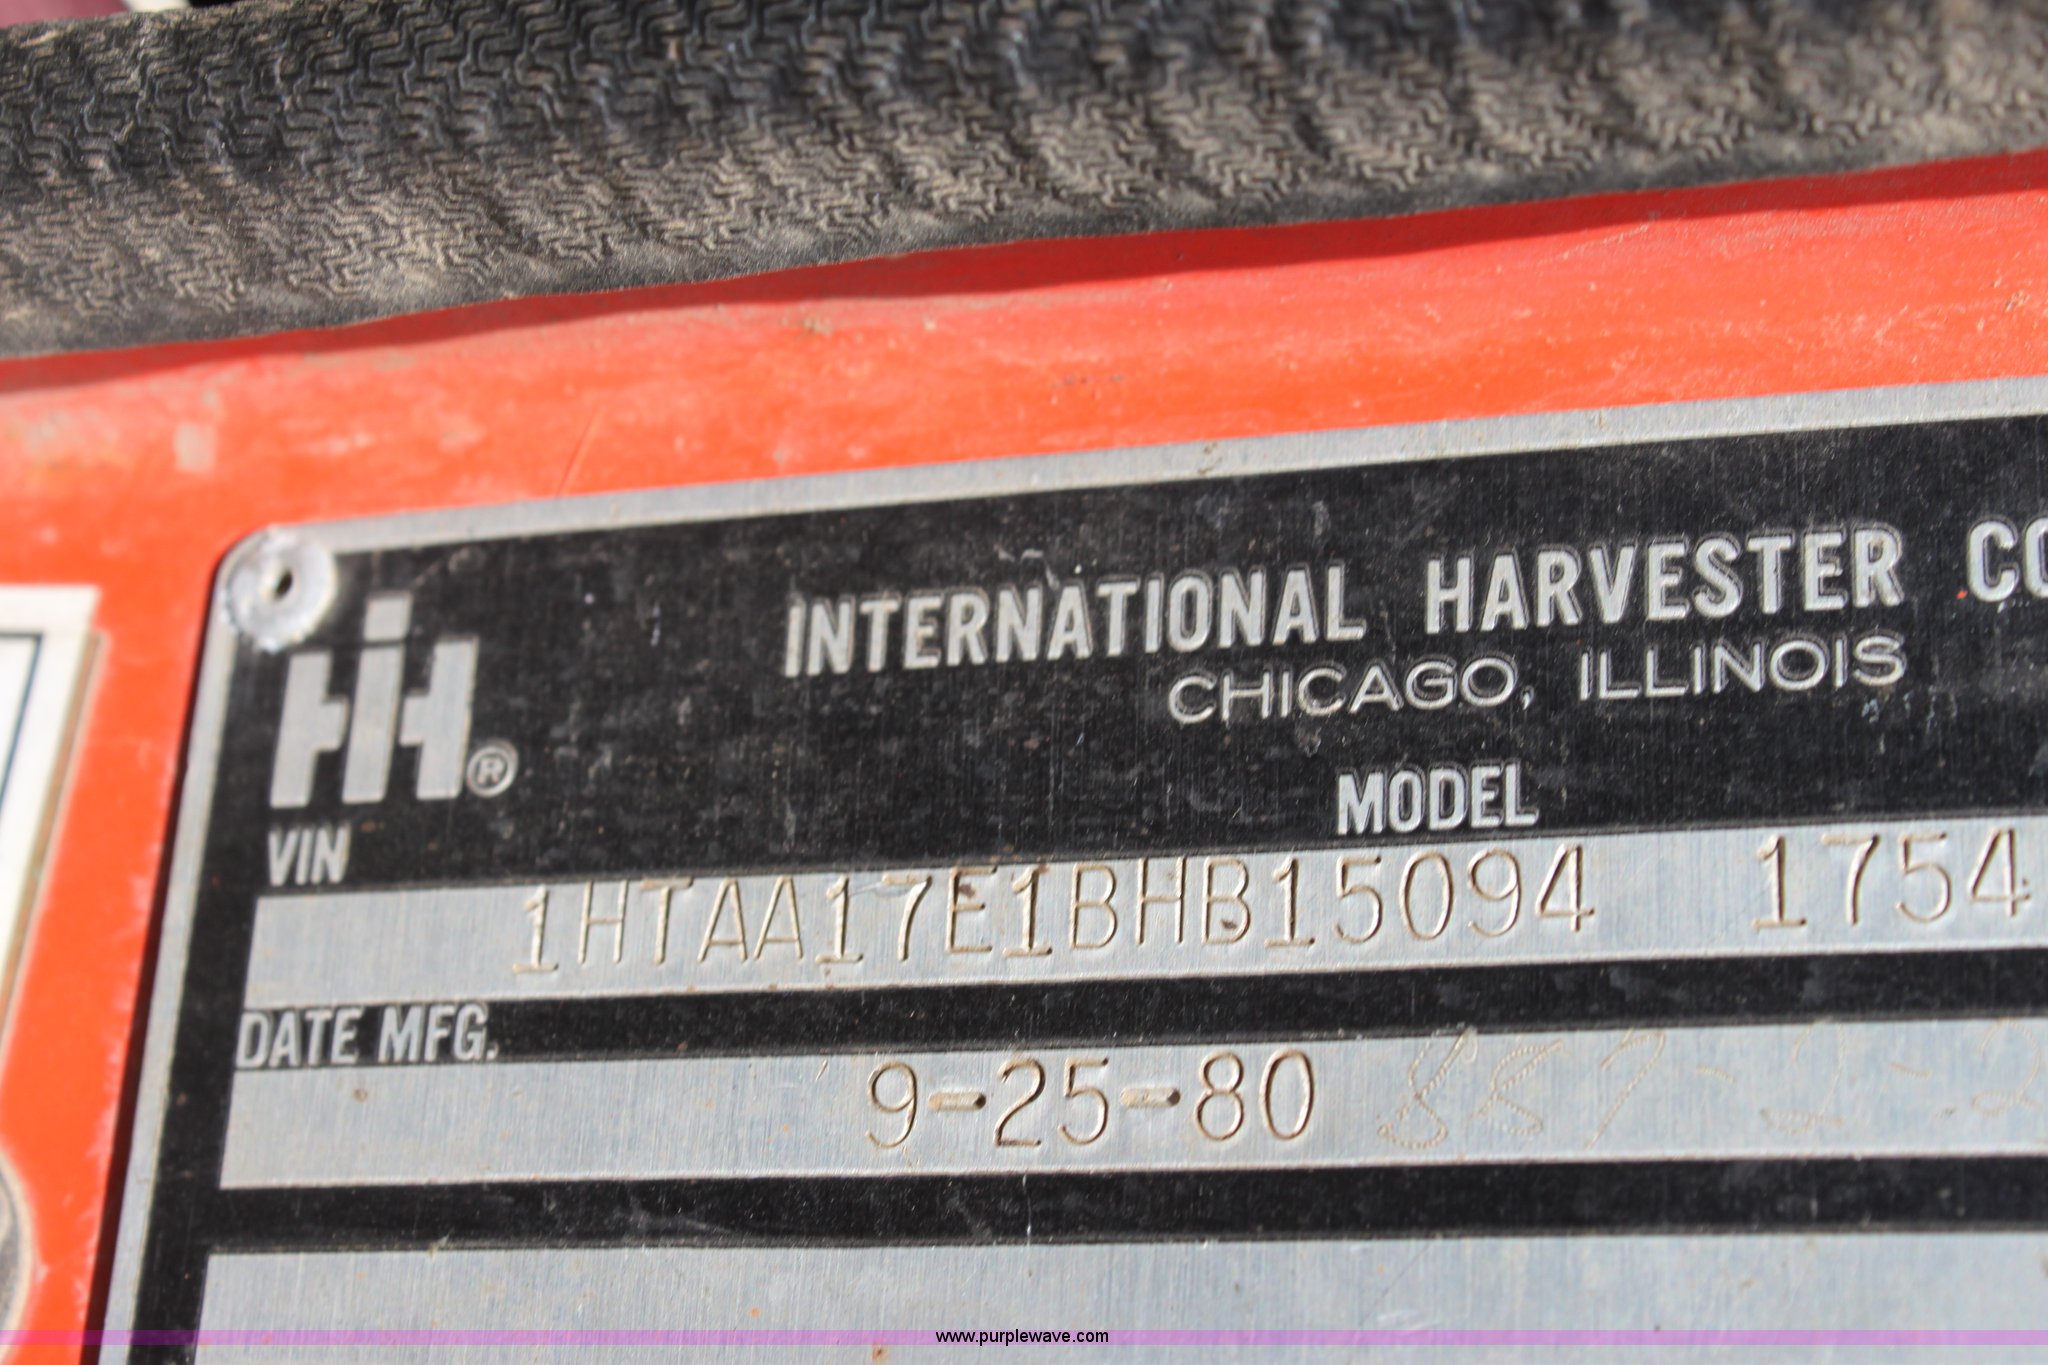 INTERNATIONAL HARVESTER CO
CHICAGO, ILLINOIS
IH ®
MODEL
VIN
1HTAA17E1BHB15094 1754
DATE MFG.
9-25-80
www.purplewave.com